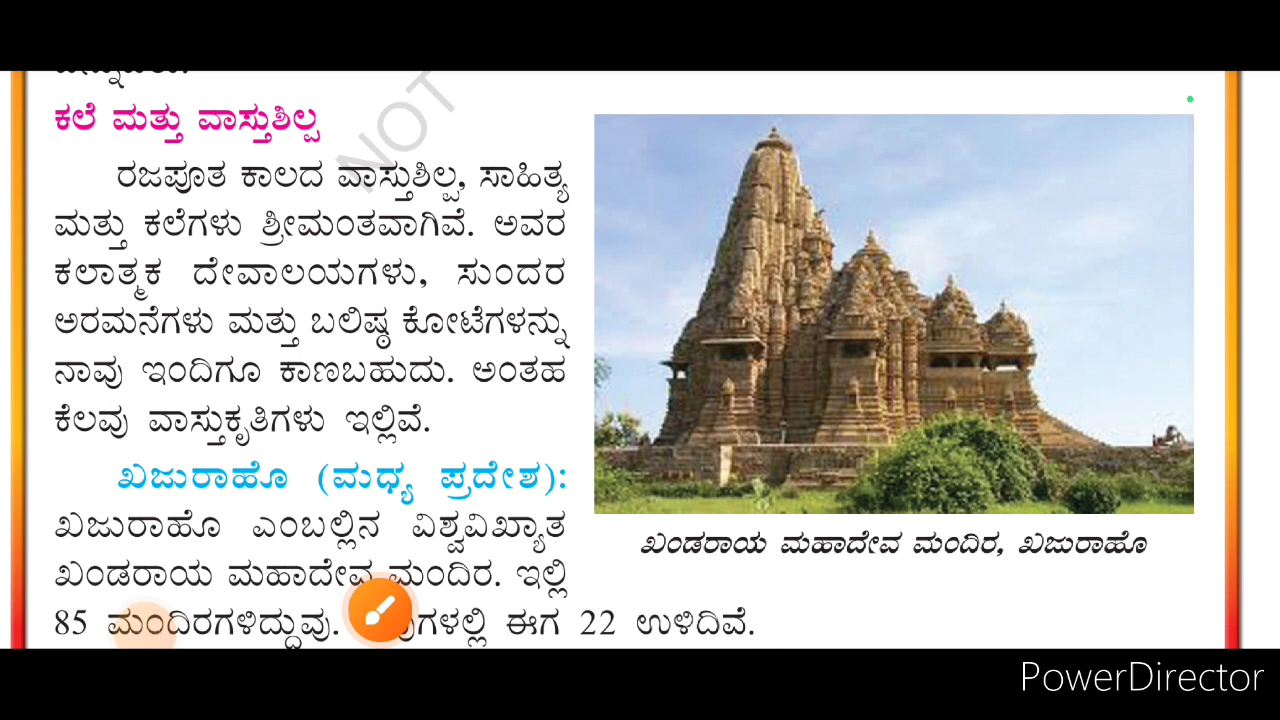 ಕಲೆ ಮತ್ತು ವಾಸ್ತುಶಿಲ್ಪ
ರಜಪೂತ ಕಾಲದ ವಾಸ್ತುಶಿಲ್ಪ, ಸಾಹಿತ್ಯ
ಮತ್ತು ಕಲೆಗಳು ಶ್ರೀಮಂತವಾಗಿವೆ. ಅವರ
ಕಲಾತ್ಮಕ ದೇವಾಲಯಗಳು, ಸುಂದರ
ಅರಮನೆಗಳು ಮತ್ತು ಬಲಿಷ್ಠ ಕೋಟೆಗಳನ್ನು
ನಾವು ಇಂದಿಗೂ ಕಾಣಬಹುದು. ಅಂತಹ
ಕೆಲವು ವಾಸ್ತುಕೃತಿಗಳು ಇಲ್ಲಿವೆ.
ಖಜುರಾಹೊ (ಮಧ್ಯ ಪ್ರದೇಶ):
ಖಜುರಾಹೊ ಎಂಬಲ್ಲಿನ ವಿಶ್ವವಿಖ್ಯಾತ
ಖಂಡರಾಯ ಮಹಾದೇವ ಮಂದಿರ. ಇಲ್ಲಿ
85 ಮಂದಿರಗಳಿದ್ದುವು. ಈಗ 22 ಉಳಿದಿವೆ.
ಖಂಡರಾಯ ಮಹಾದೇವ ಮಂದಿರ, ಖಜುರಾಹೊ
NOT
PowerDirector